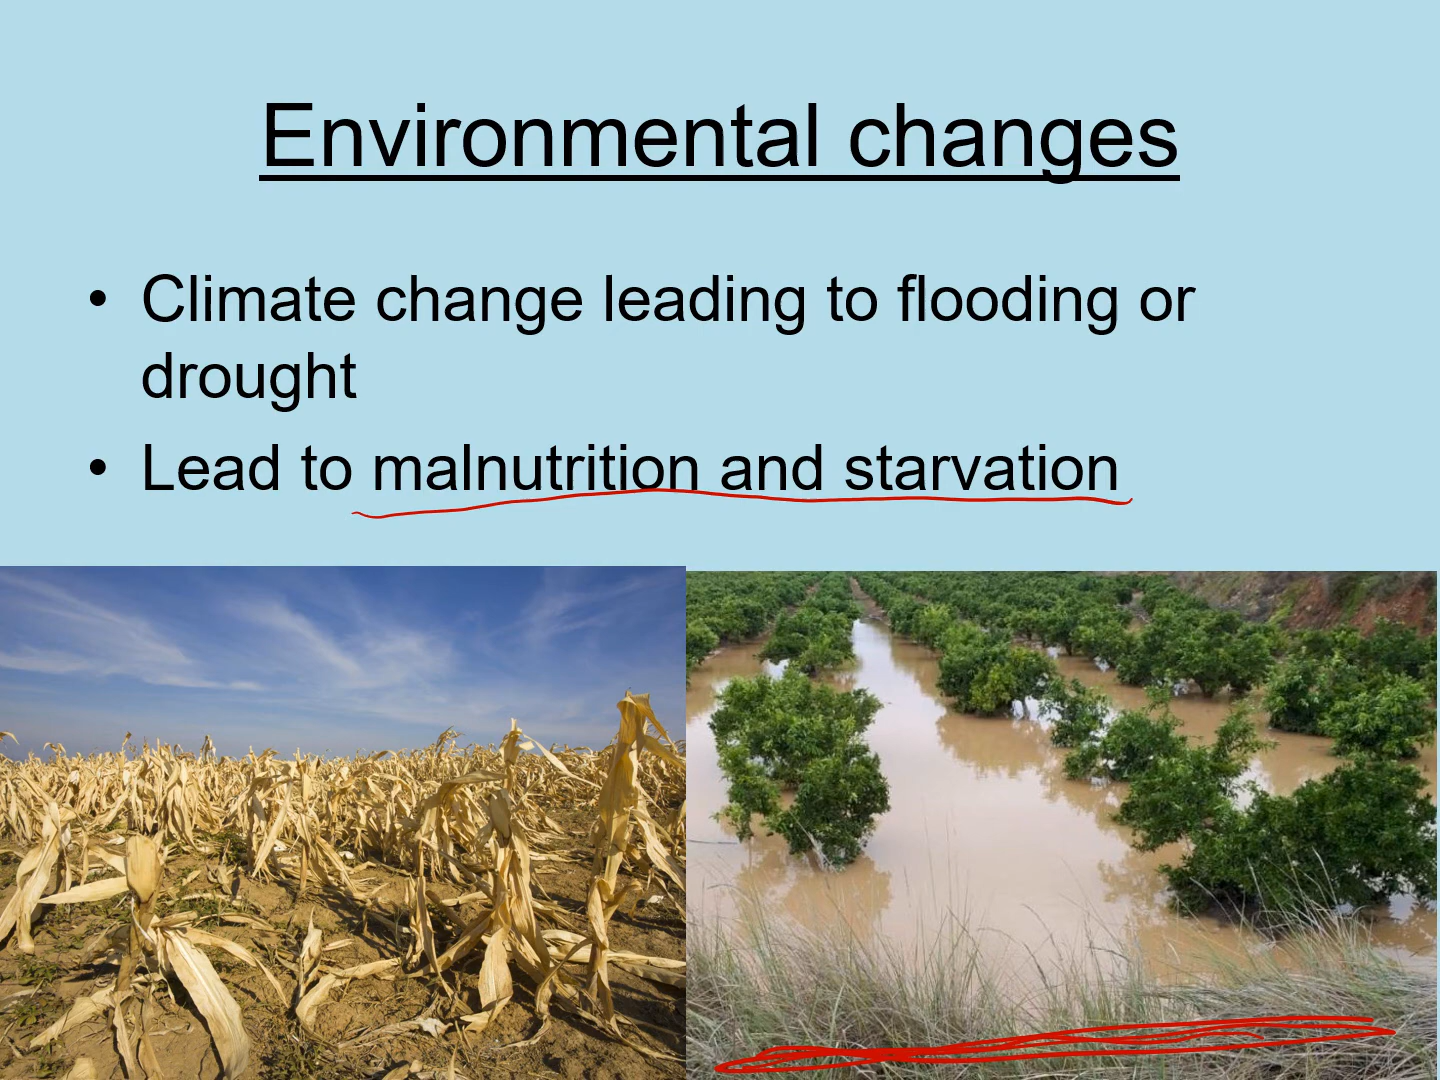 Environmental changes
• Climate change leading to flooding or
drought
• Lead to malnutrition and starvation